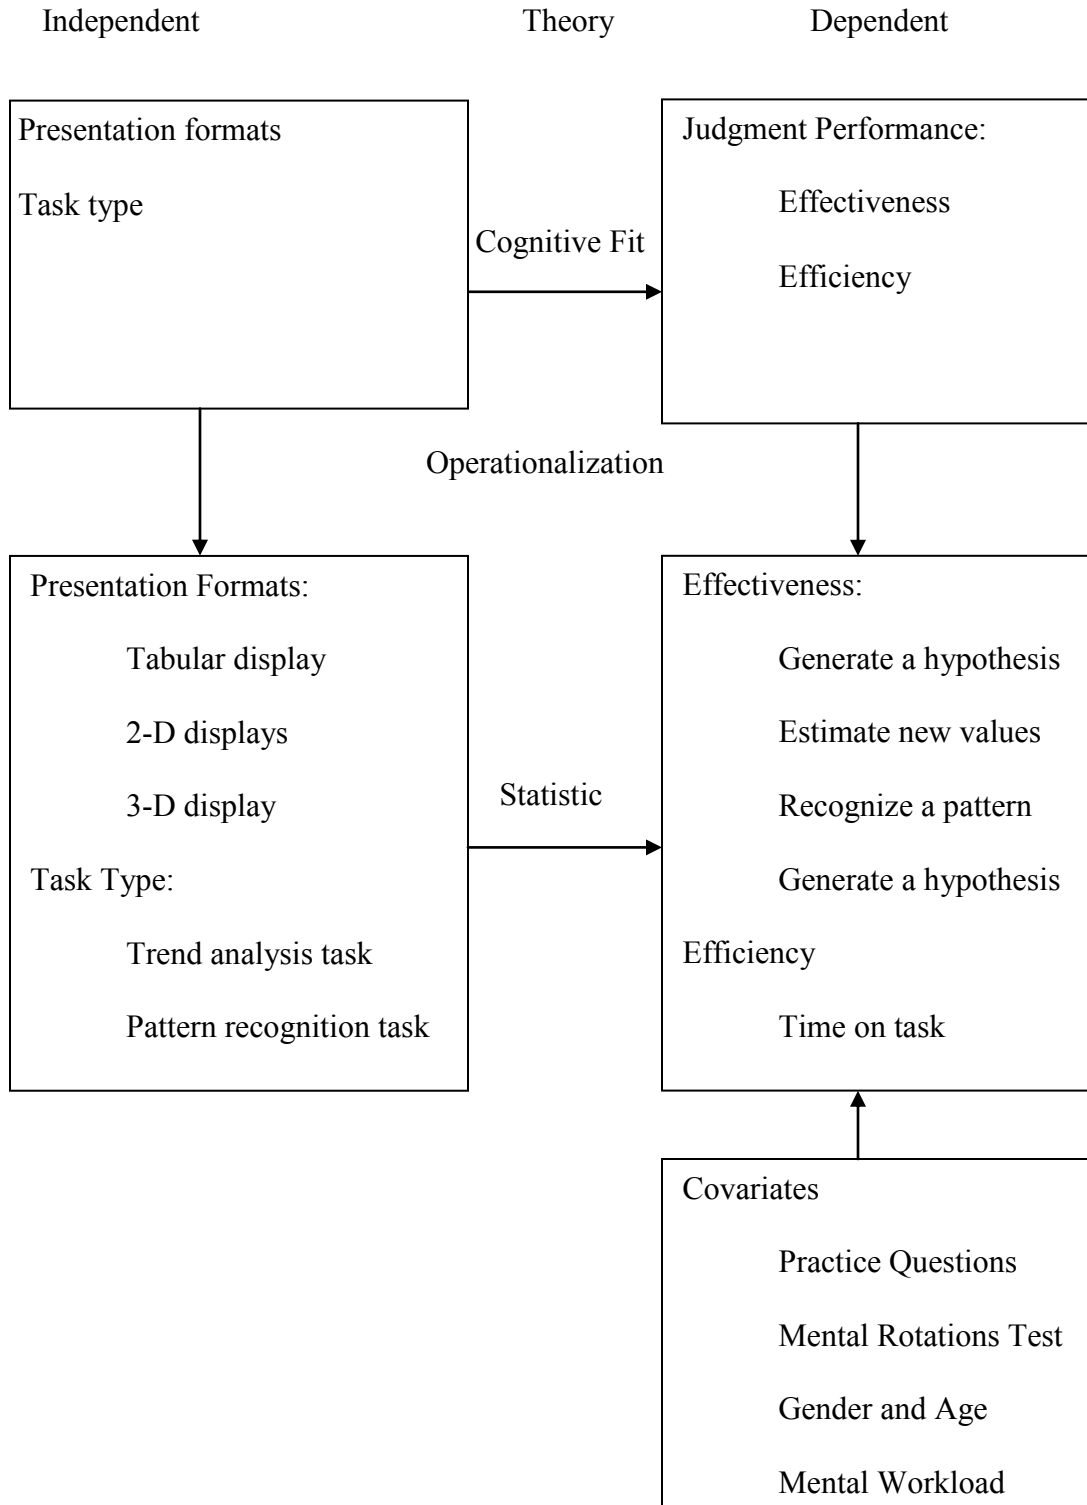 Independent
Theory
Dependent
Presentation formats
Task type
Cognitive Fit
Judgment Performance:
Effectiveness
Efficiency
Operationalization
Presentation Formats:
Tabular display
2-D displays
3-D display
Task Type:
Trend analysis task
Pattern recognition task
Statistic
Effectiveness:
Generate a hypothesis
Estimate new values
Recognize a pattern
Generate a hypothesis
Efficiency
Time on task
Covariates
Practice Questions
Mental Rotations Test
Gender and Age
Mental Workload